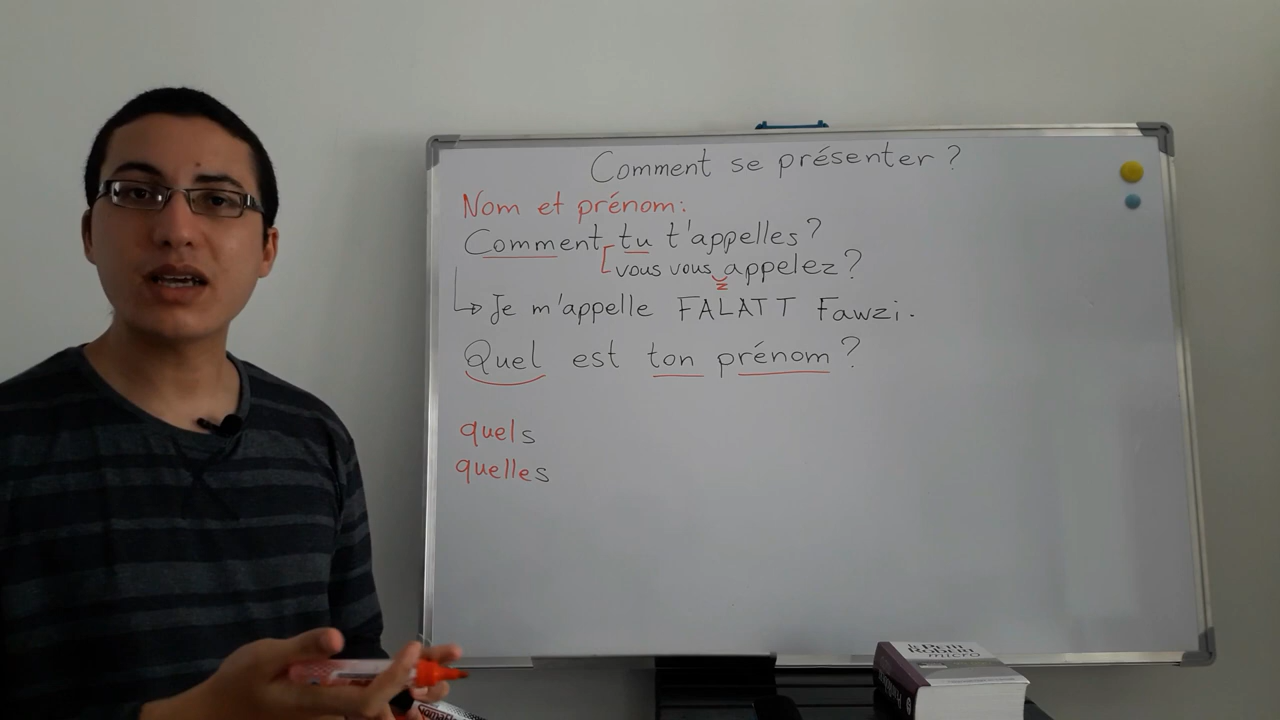 Comment se présenter ?
Nom et prénom:
Comment tu t'appelles ?
vous vous appelez ?
z
Je m'appelle FALATT Fawzi.
Quel est ton prénom ?
quels
quelles
micro